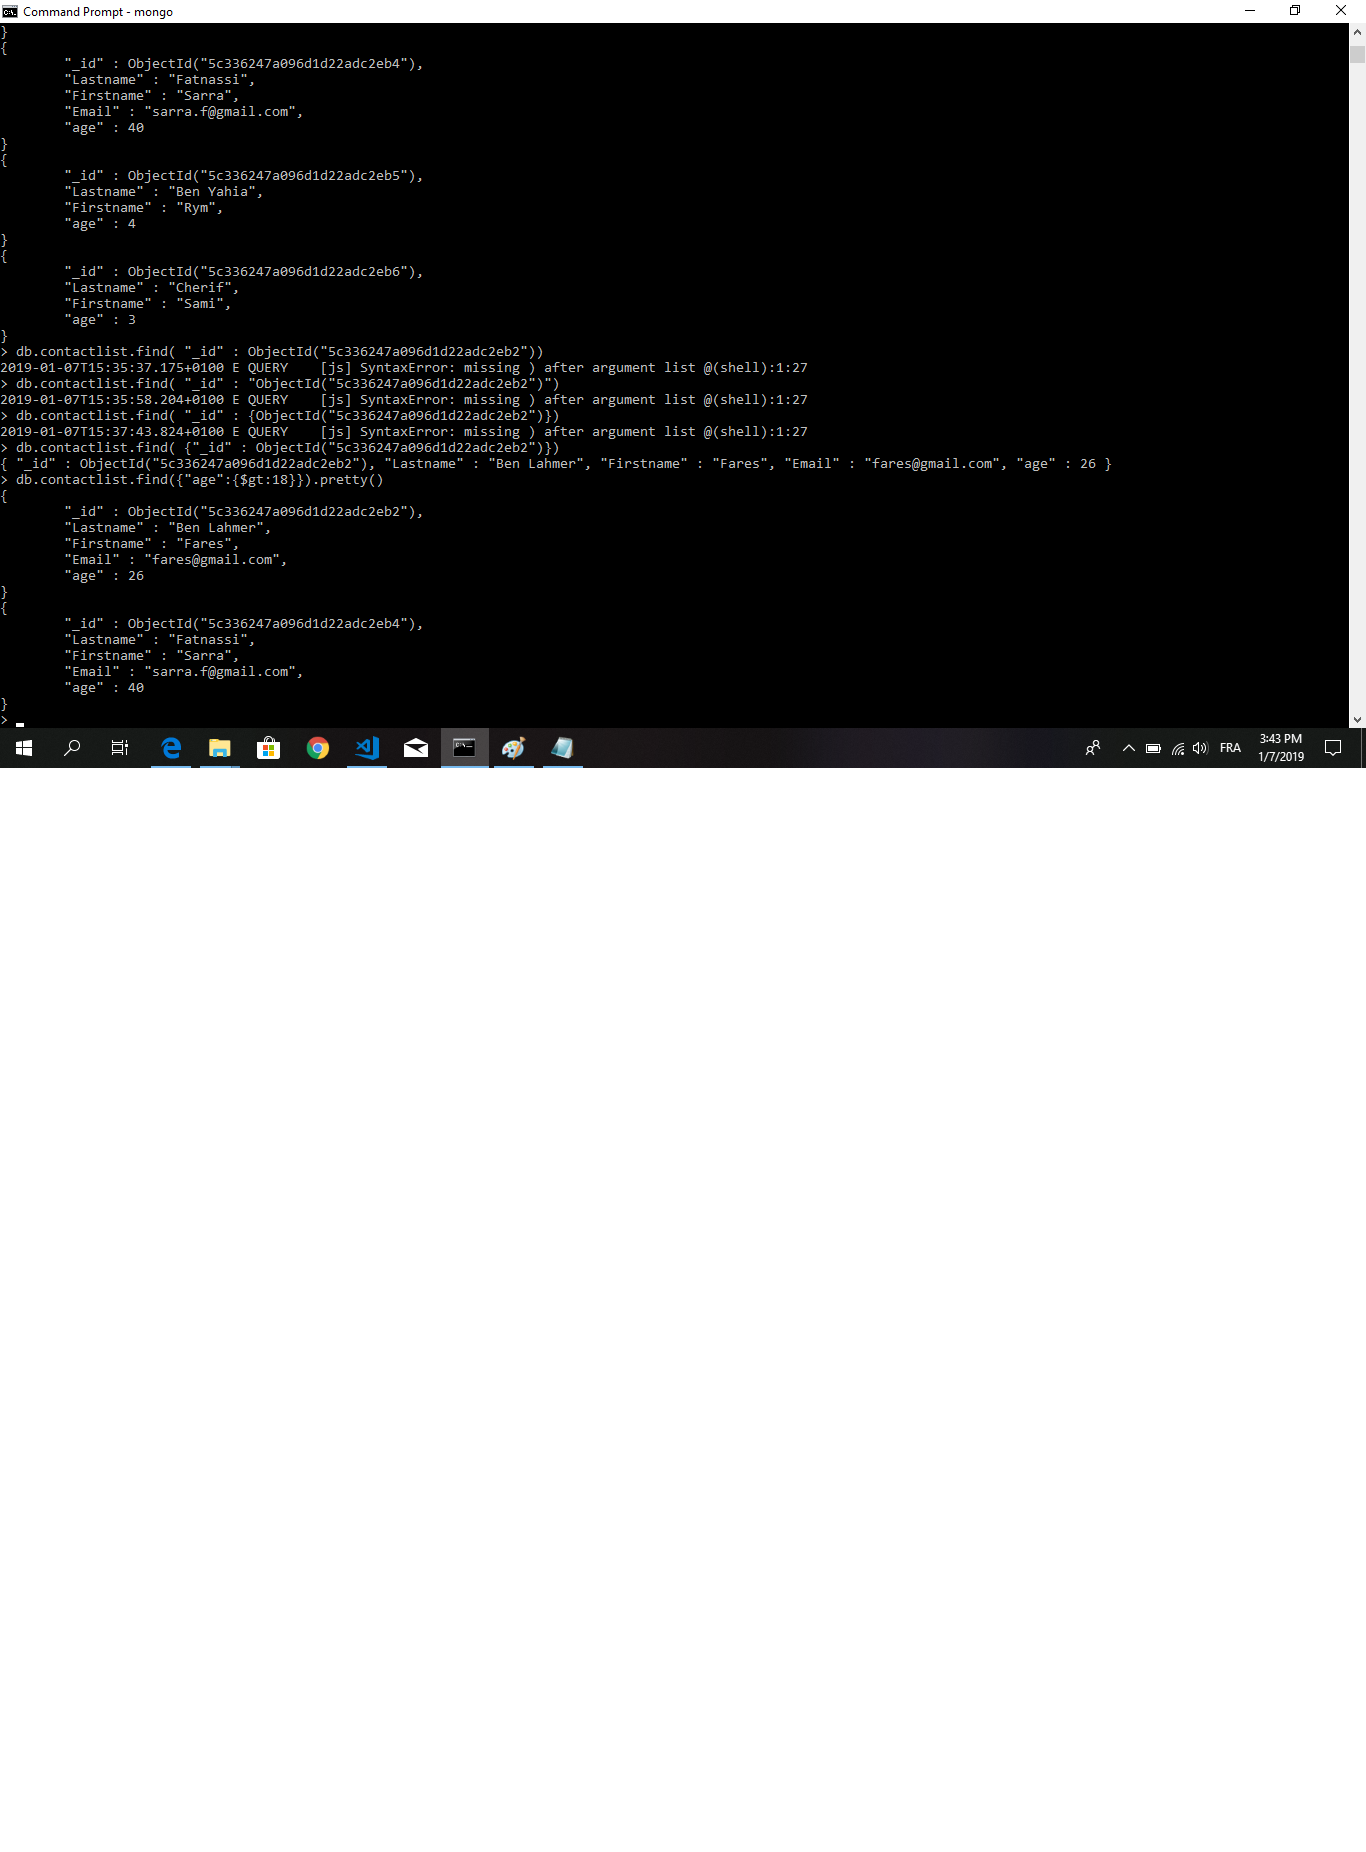 Command Prompt - mongo
}
{
        "_id" : ObjectId("5c336247a096d1d22adc2eb4"),
        "Lastname" : "Fatnassi",
        "Firstname" : "Sarra",
        "Email" : "sarra.f@gmail.com",
        "age" : 40
}
{
        "_id" : ObjectId("5c336247a096d1d22adc2eb5"),
        "Lastname" : "Ben Yahia",
        "Firstname" : "Rym",
        "age" : 4
}
{
        "_id" : ObjectId("5c336247a096d1d22adc2eb6"),
        "Lastname" : "Cherif",
        "Firstname" : "Sami",
        "age" : 3
}
> db.contactlist.find( "_id" : ObjectId("5c336247a096d1d22adc2eb2"))
2019-01-07T15:35:37.175+0100 E QUERY    [js] SyntaxError: missing ) after argument list @(shell):1:27
> db.contactlist.find( "_id" : "ObjectId("5c336247a096d1d22adc2eb2")")
2019-01-07T15:35:58.204+0100 E QUERY    [js] SyntaxError: missing ) after argument list @(shell):1:27
> db.contactlist.find( "_id" : {ObjectId("5c336247a096d1d22adc2eb2")})
2019-01-07T15:37:43.824+0100 E QUERY    [js] SyntaxError: missing ) after argument list @(shell):1:27
> db.contactlist.find( {"_id" : ObjectId("5c336247a096d1d22adc2eb2")})
{ "_id" : ObjectId("5c336247a096d1d22adc2eb2"), "Lastname" : "Ben Lahmer", "Firstname" : "Fares", "Email" : "fares@gmail.com", "age" : 26 }
> db.contactlist.find({"age":{$gt:18}}).pretty()
{
        "_id" : ObjectId("5c336247a096d1d22adc2eb2"),
        "Lastname" : "Ben Lahmer",
        "Firstname" : "Fares",
        "Email" : "fares@gmail.com",
        "age" : 26
}
{
        "_id" : ObjectId("5c336247a096d1d22adc2eb4"),
        "Lastname" : "Fatnassi",
        "Firstname" : "Sarra",
        "Email" : "sarra.f@gmail.com",
        "age" : 40
}
>
FRA
3:43 PM
1/7/2019